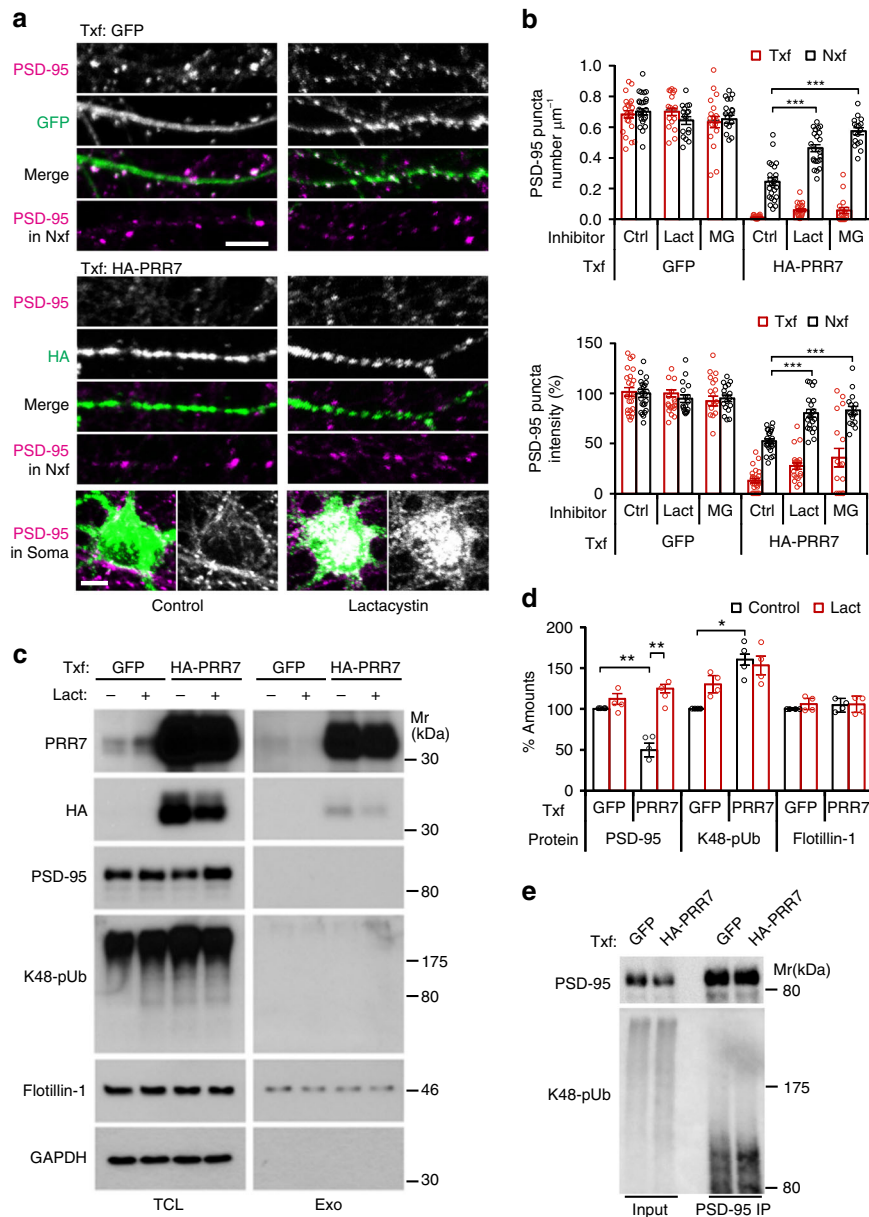 a
Txf: GFP
PSD-95
GFP
Merge
PSD-95
in Nxf
Txf: HA-PRR7
PSD-95
HA
Merge
PSD-95
in Nxf
PSD-95
in Soma
Control Lactacystin
b
Txf Nxf
PSD-95 puncta
number µm⁻¹
1.0
0.8
0.6
0.4
0.2
0.0
***
***
Inhibitor Ctrl Lact MG Ctrl Lact MG
Txf GFP HA-PRR7
Txf Nxf
PSD-95 puncta
intensity (%)
150
100
50
0
***
***
Inhibitor Ctrl Lact MG Ctrl Lact MG
Txf GFP HA-PRR7
c
Txf: GFP HA-PRR7 GFP HA-PRR7
Lact: – + – + – + – +
Mr
(kDa)
PRR7
30
HA
30
PSD-95
80
K48-pUb
175
80
Flotillin-1
46
GAPDH
30
TCL Exo
d
Control Lact
% Amounts
200
150
100
50
0
**
**
*
Txf GFP PRR7 GFP PRR7 GFP PRR7
Protein PSD-95 K48-pUb Flotillin-1
e
Txf: GFP HA-PRR7 GFP HA-PRR7
Mr(kDa)
PSD-95
80
K48-pUb
175
80
Input PSD-95 IP